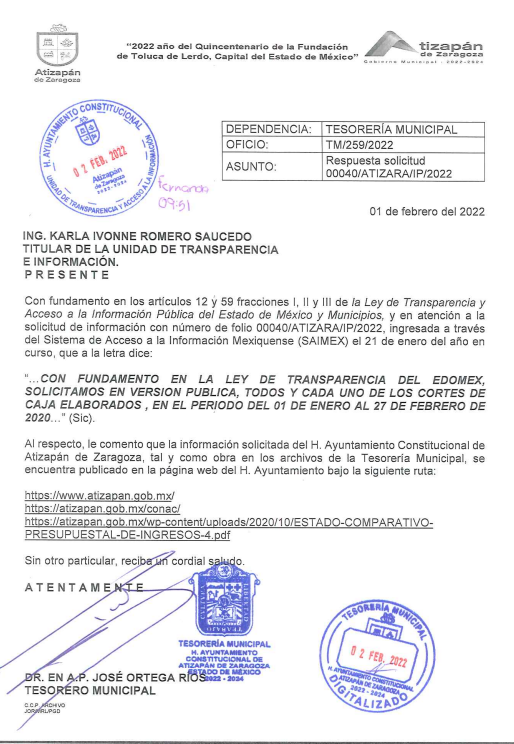 Atizapán
de Zaragoza
"2022 año del Quincentenario de la Fundación
de Toluca de Lerdo, Capital del Estado de México"
tizapán
de Zaragoza
Gobierno Municipal - 2022-2024
H. AYUNTAMIENTO CONSTITUCIONAL
02 FEB. 2022
Atizapán
de Zaragoza
2022-2024
UNIDAD DE TRANSPARENCIA Y ACCESO A LA INFORMACIÓN
Fernanda
09:51
DEPENDENCIA: TESORERÍA MUNICIPAL
OFICIO: TM/259/2022
ASUNTO: Respuesta solicitud
00040/ATIZARA/IP/2022
01 de febrero del 2022
ING. KARLA IVONNE ROMERO SAUCEDO
TITULAR DE LA UNIDAD DE TRANSPARENCIA
E INFORMACIÓN.
P R E S E N T E
Con fundamento en los artículos 12 y 59 fracciones I, II y III de la Ley de Transparencia y
Acceso a la Información Pública del Estado de México y Municipios, y en atención a la
solicitud de información con número de folio 00040/ATIZARA/IP/2022, ingresada a través
del Sistema de Acceso a la Información Mexiquense (SAIMEX) el 21 de enero del año en
curso, que a la letra dice:
"...CON FUNDAMENTO EN LA LEY DE TRANSPARENCIA DEL EDOMEX,
SOLICITAMOS EN VERSION PUBLICA, TODOS Y CADA UNO DE LOS CORTES DE
CAJA ELABORADOS , EN EL PERIODO DEL 01 DE ENERO AL 27 DE FEBRERO DE
2020..." (Sic).
Al respecto, le comento que la información solicitada del H. Ayuntamiento Constitucional de
Atizapán de Zaragoza, tal y como obra en los archivos de la Tesorería Municipal, se
encuentra publicado en la página web del H. Ayuntamiento bajo la siguiente ruta:
https://www.atizapan.gob.mx/
https://atizapan.gob.mx/conac/
https://atizapan.gob.mx/wp-content/uploads/2020/10/ESTADO-COMPARATIVO-
PRESUPUESTAL-DE-INGRESOS-4.pdf
Sin otro particular, reciba un cordial saludo.
A T E N T A M E N T E
TESORERÍA MUNICIPAL
H. AYUNTAMIENTO
CONSTITUCIONAL DE
ATIZAPÁN DE ZARAGOZA
ESTADO DE MÉXICO
2022 - 2024
DR. EN A.P. JOSÉ ORTEGA RÍOS
TESORERO MUNICIPAL
C.C.P. ARCHIVO
TESORERÍA MUNICIPAL
02 FEB. 2022
H. AYUNTAMIENTO CONSTITUCIONAL
ATIZAPÁN DE ZARAGOZA
2022 - 2024
DIGITALIZADO